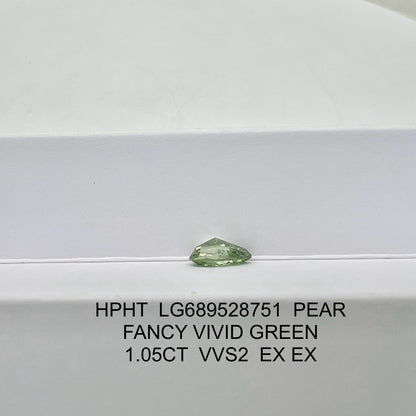 HPHT LG689528751 PEAR
FANCY VIVID GREEN
1.05CT VVS2 EX EX